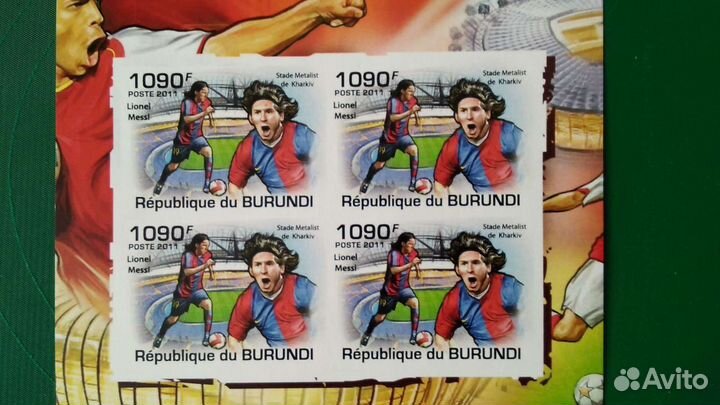 1090F
POSTE 2011
Lionel
Messi
Stade Metalist
de Kharkiv
République du BURUNDI
1090F
POSTE 2011
Lionel
Messi
Stade Metalist
de Kharkiv
République du BURUNDI
1090F
POSTE 2011
Lionel
Messi
Stade Metalist
de Kharkiv
République du BURUNDI
1090F
POSTE 2011
Lionel
Messi
Stade Metalist
de Kharkiv
République du BURUNDI
Avito